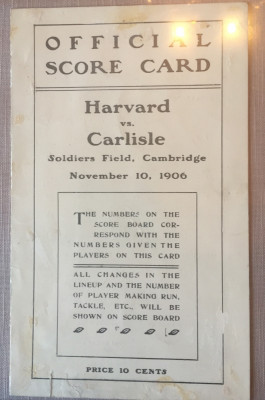 OFFICIAL
SCORE CARD
Harvard
vs.
Carlisle
Soldiers Field, Cambridge
November 10, 1906
THE NUMBERS ON THE
SCORE BOARD COR-
RESPOND WITH THE
NUMBERS GIVEN THE
PLAYERS ON THIS CARD
ALL CHANGES IN THE
LINEUP AND THE NUMBER
OF PLAYER MAKING RUN,
TACKLE, ETC., WILL BE
SHOWN ON SCORE BOARD
PRICE 10 CENTS